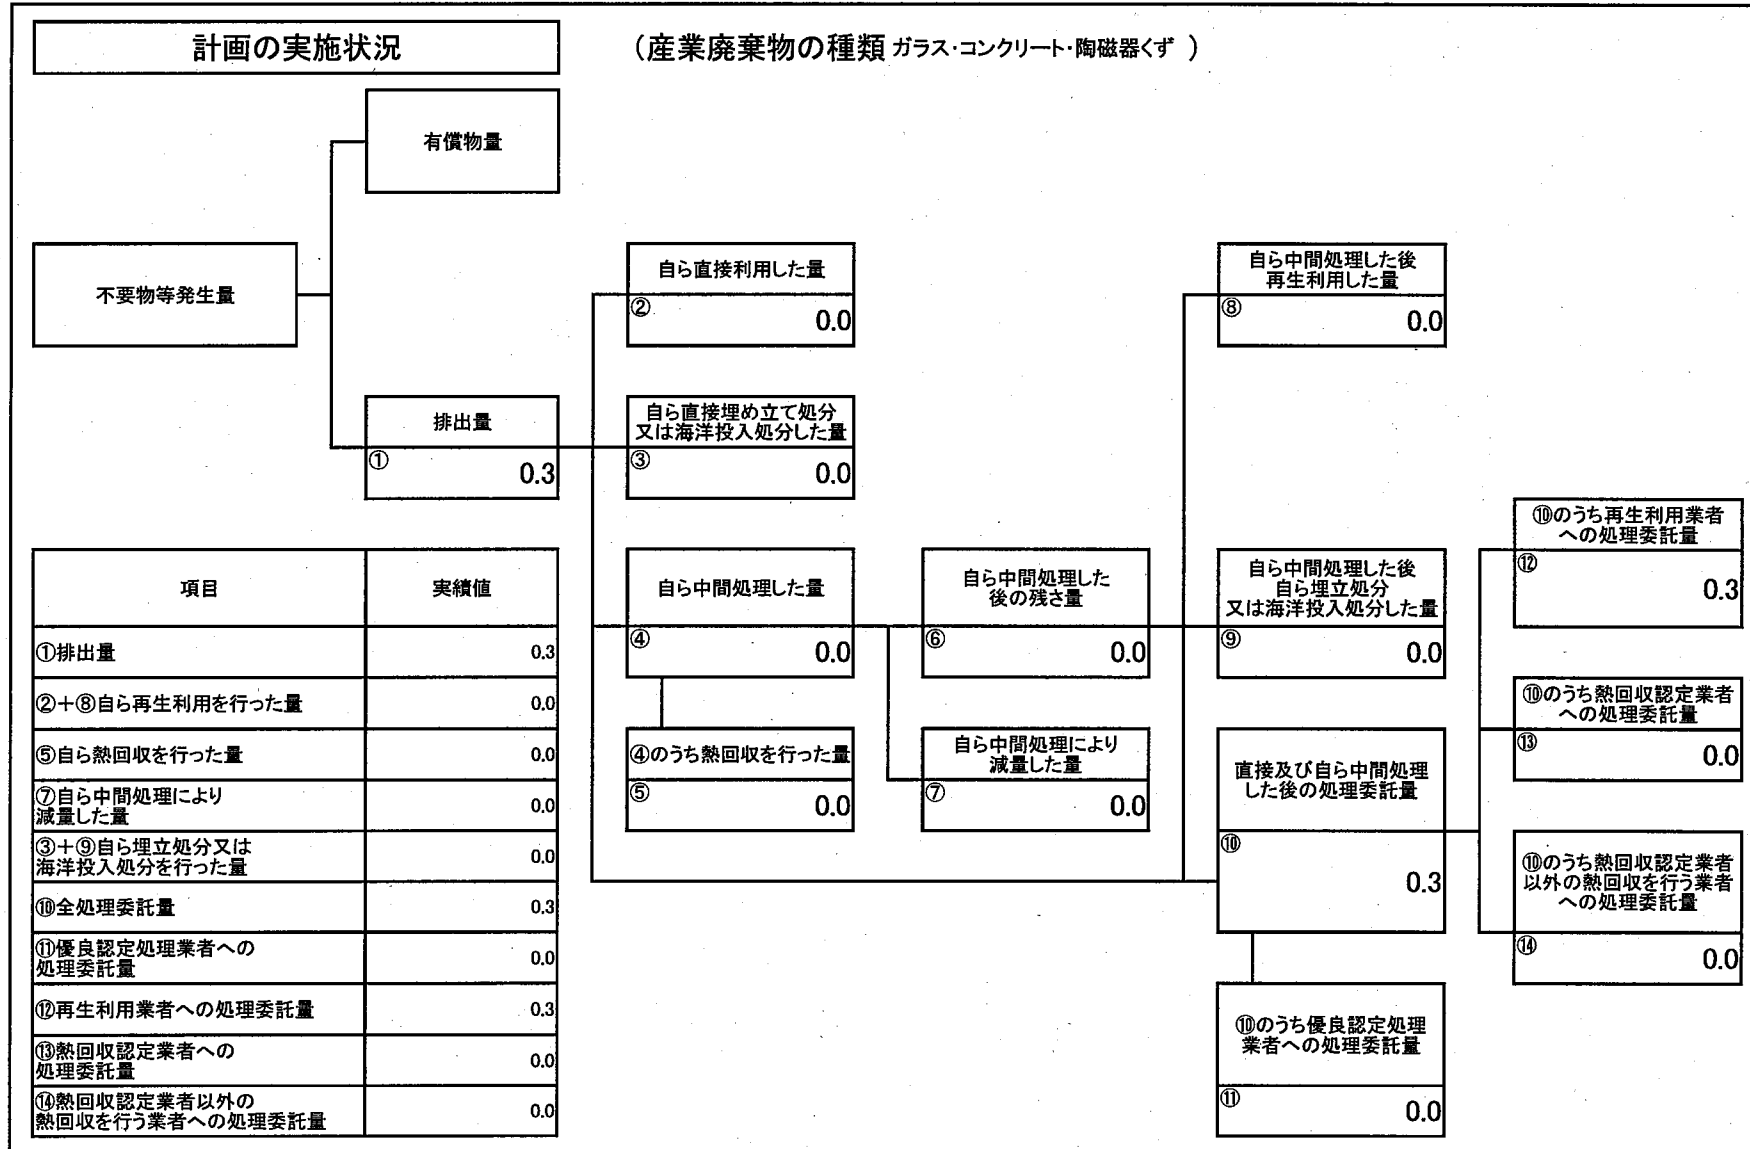 計画の実施状況
（産業廃棄物の種類 ガラス・コンクリート・陶磁器くず ）
有償物量
不要物等発生量
排出量
①
0.3
自ら直接利用した量
②
0.0
自ら直接埋め立て処分
又は海洋投入処分した量
③
0.0
自ら中間処理した量
④
0.0
④のうち熱回収を行った量
⑤
0.0
自ら中間処理した
後の残さ量
⑥
0.0
自ら中間処理により
減量した量
⑦
0.0
自ら中間処理した後
再生利用した量
⑧
0.0
自ら中間処理した後
自ら埋立処分
又は海洋投入処分した量
⑨
0.0
直接及び自ら中間処理
した後の処理委託量
⑩
0.3
⑩のうち優良認定処理
業者への処理委託量
⑪
0.0
⑩のうち再生利用業者
への処理委託量
⑫
0.3
⑩のうち熱回収認定業者
への処理委託量
⑬
0.0
⑩のうち熱回収認定業者
以外の熱回収を行う業者
への処理委託量
⑭
0.0
項目 実績値
①排出量 0.3
②＋⑧自ら再生利用を行った量 0.0
⑤自ら熱回収を行った量 0.0
⑦自ら中間処理により
減量した量 0.0
③＋⑨自ら埋立処分又は
海洋投入処分を行った量 0.0
⑩全処理委託量 0.3
⑪優良認定処理業者への
処理委託量 0.0
⑫再生利用業者への処理委託量 0.3
⑬熱回収認定業者への
処理委託量 0.0
⑭熱回収認定業者以外の
熱回収を行う業者への処理委託量 0.0